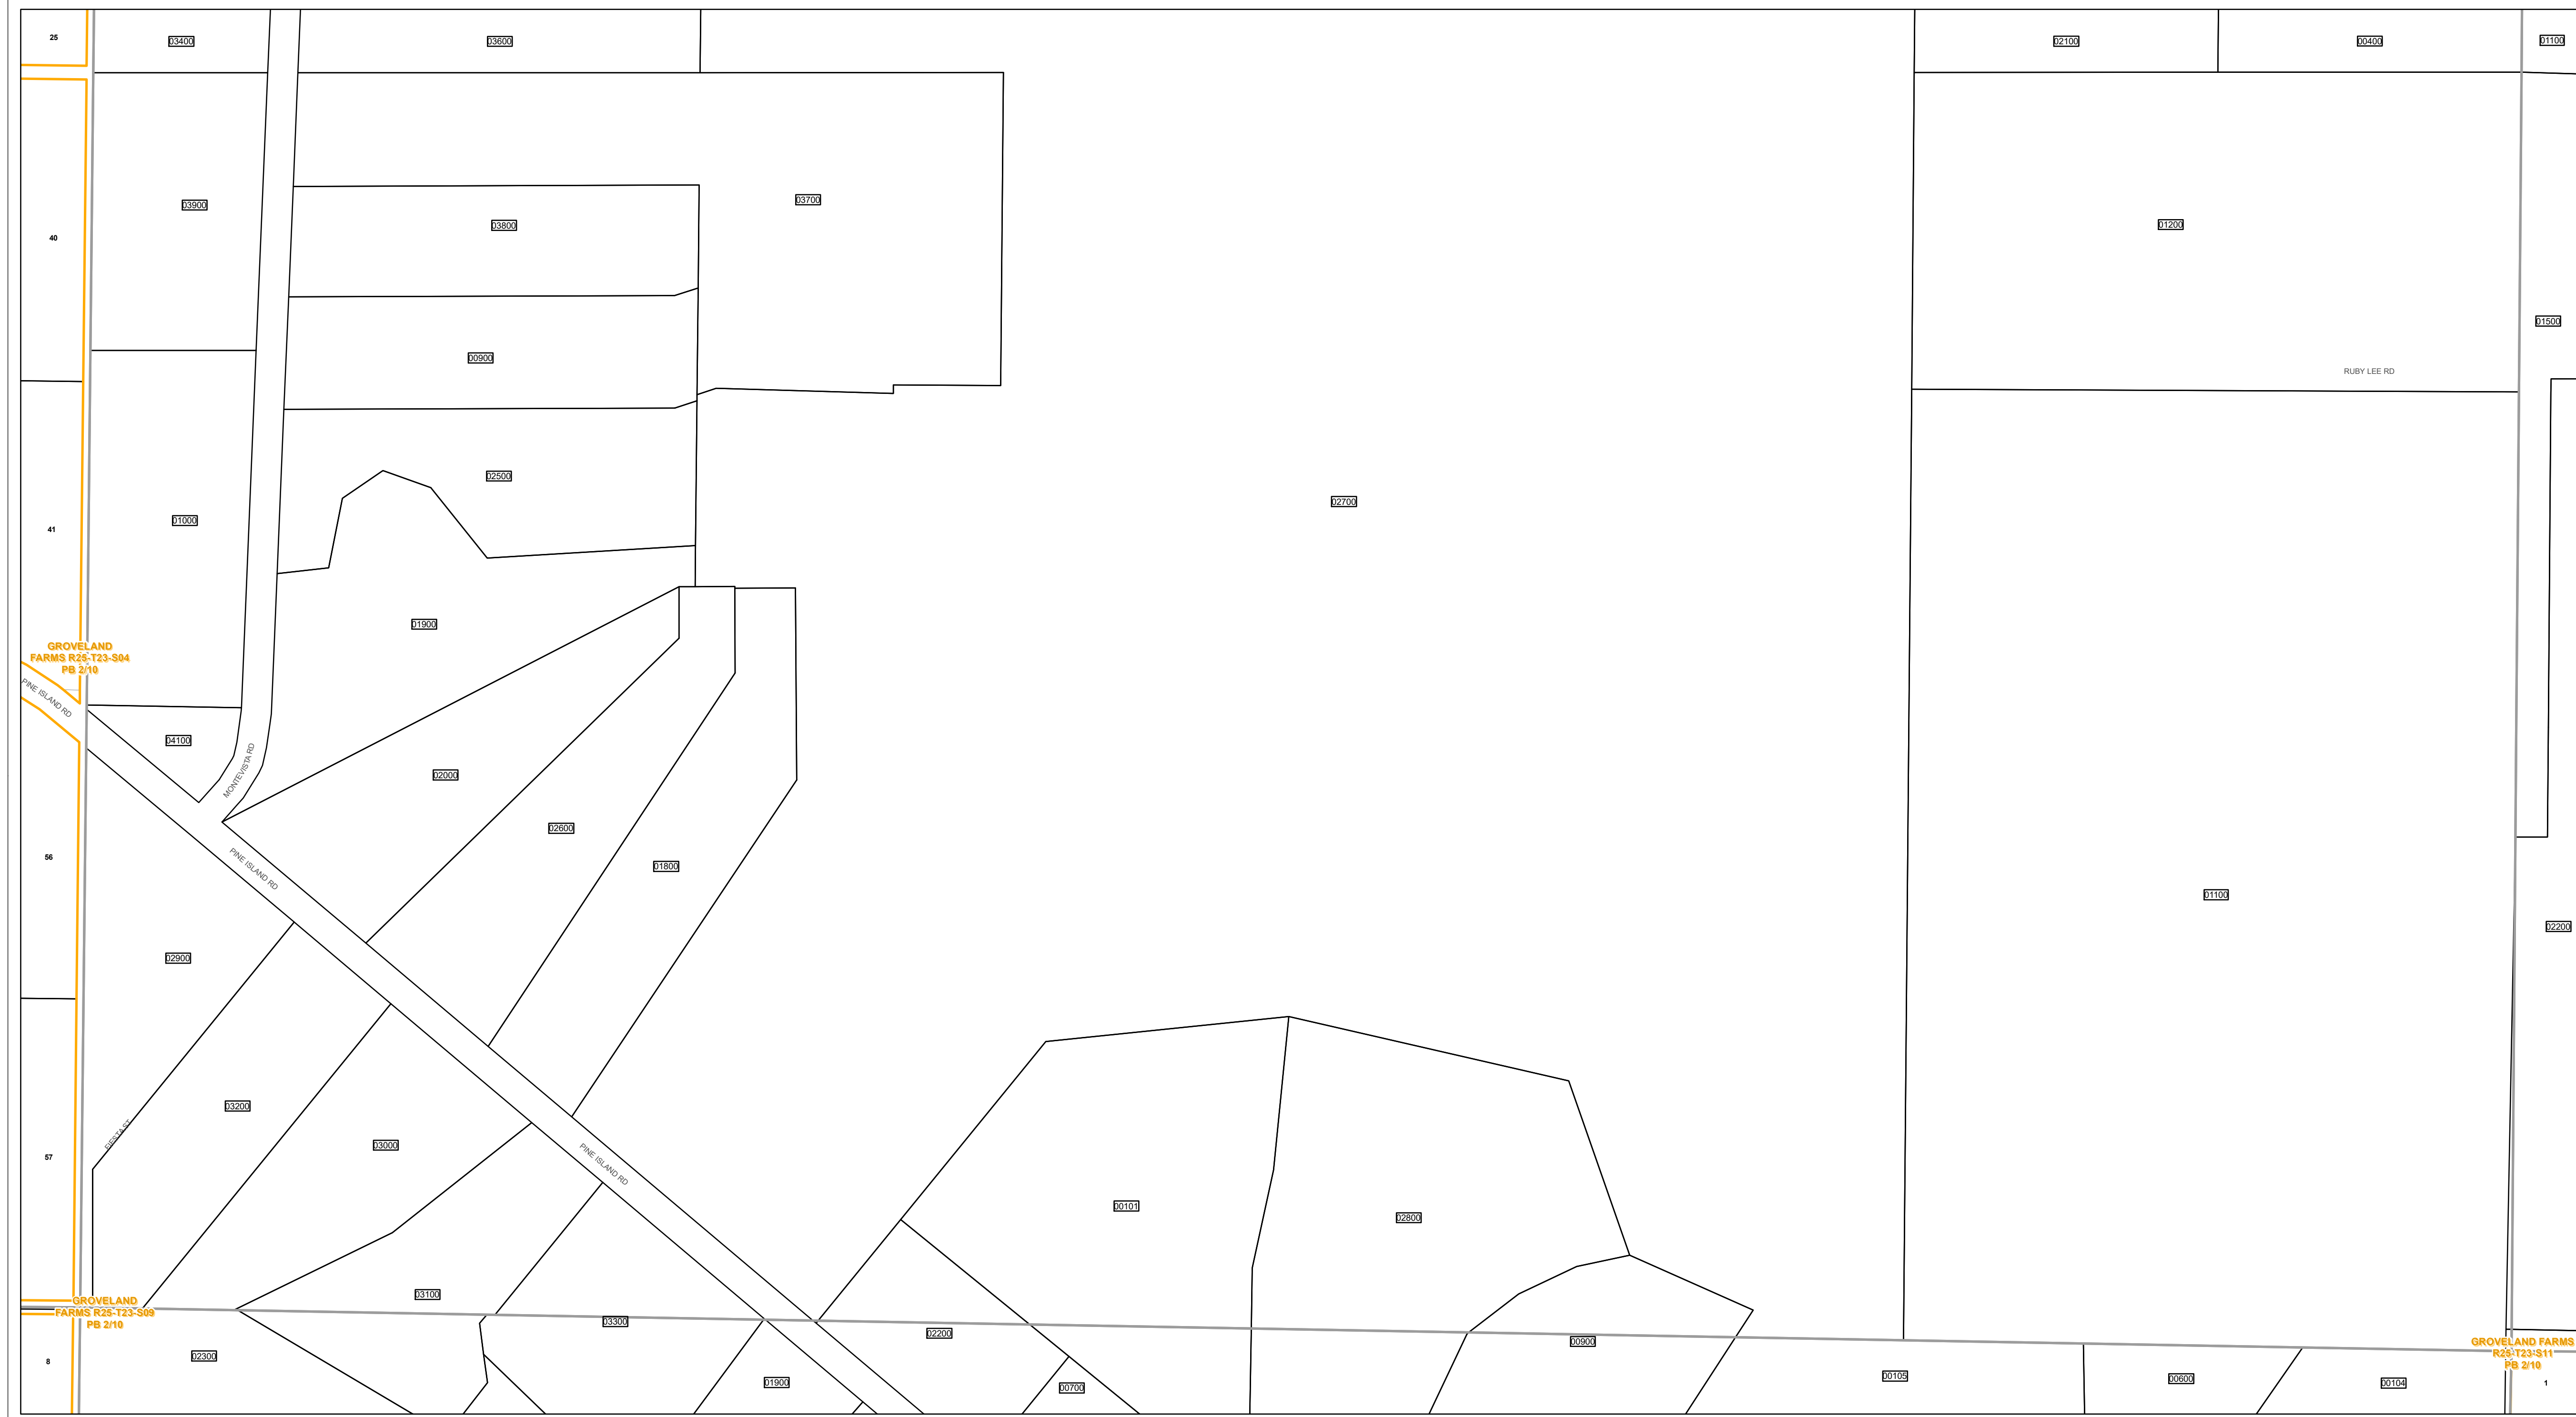 25
03400
03600
02100
00400
01100
03900
03700
03800
01200
40
01500
00900
RUBY LEE RD
02500
02700
01000
41
01900
GROVELAND
FARMS R25-T23-S04
PB 2/10
PINE ISLAND RD
04100
MONTEVISTA RD
02000
02600
56
PINE ISLAND RD
01800
01100
02200
02900
03200
FIESTA ST
03000
57
PINE ISLAND RD
00101
02800
03100
GROVELAND
FARMS R25-T23-S09
PB 2/10
03300
02200
00900
GROVELAND FARMS
R25-T23-S11
PB 2/10
02300
8
01900
00700
00105
00600
00104
1